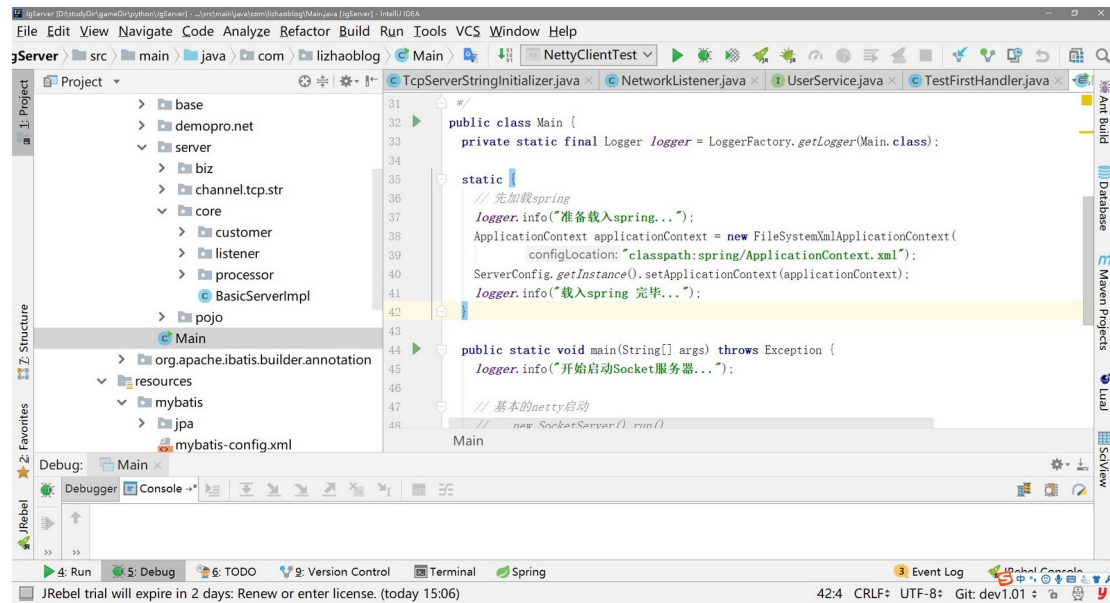 JgServer [D:\studyDir\gameDir\python\JgServer] - ...\src\main\java\com\lizhaoblog\Main.java [JgServer] - IntelliJ IDEA
File Edit View Navigate Code Analyze Refactor Build Run Tools VCS Window Help
gServer src main java com lizhaoblog Main NettyClientTest
Project TcpServerStringInitializer.java NetworkListener.java UserService.java TestFirstHandler.java
1: Project
Z: Structure
2: Favorites
JRebel
base
demopro.net
server
biz
channel.tcp.str
core
customer
listener
processor
BasicServerImpl
pojo
Main
org.apache.ibatis.builder.annotation
resources
mybatis
jpa
mybatis-config.xml
31 */
32 public class Main {
33 private static final Logger logger = LoggerFactory.getLogger(Main.class);
34
35 static {
36 // 先加载spring
37 logger.info("准备载入spring...");
38 ApplicationContext applicationContext = new FileSystemXmlApplicationContext(
39 configLocation: "classpath:spring/ApplicationContext.xml");
40 ServerConfig.getInstance().setApplicationContext(applicationContext);
41 logger.info("载入spring 完毕...");
42 }
43
44 public static void main(String[] args) throws Exception {
45 logger.info("开始启动Socket服务器...");
46
47 // 基本的netty启动
48 // new SocketServer().run()
Main
Ant Build
Database
Maven Projects
LuaJ
SciView
Debug: Main
Debugger Console
4: Run 5: Debug 6: TODO 9: Version Control Terminal Spring 3 Event Log JRebel Console
JRebel trial will expire in 2 days: Renew or enter license. (today 15:06) 42:4 CRLF UTF-8 Git: dev1.01
中